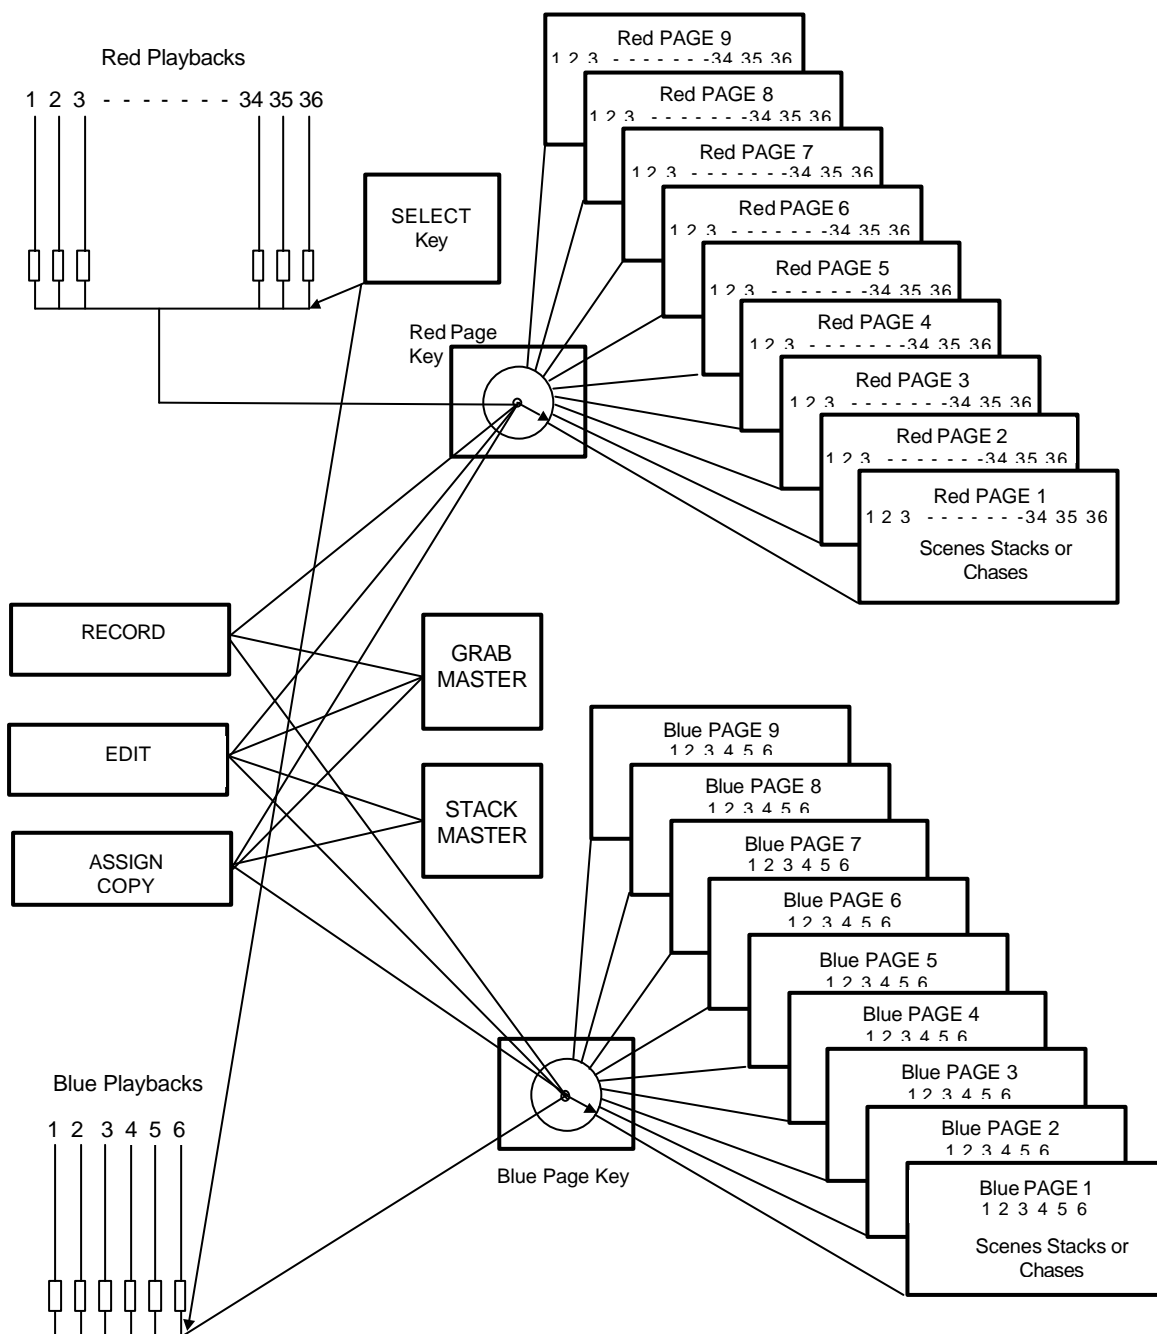 Red Playbacks
1 2 3 - - - - - - - 34 35 36
SELECT
Key
Red Page
Key
Red PAGE 9
1 2 3 - - - - - - -34 35 36
Red PAGE 8
1 2 3 - - - - - - -34 35 36
Red PAGE 7
1 2 3 - - - - - - -34 35 36
Red PAGE 6
1 2 3 - - - - - - -34 35 36
Red PAGE 5
1 2 3 - - - - - - -34 35 36
Red PAGE 4
1 2 3 - - - - - - -34 35 36
Red PAGE 3
1 2 3 - - - - - - -34 35 36
Red PAGE 2
1 2 3 - - - - - - -34 35 36
Red PAGE 1
1 2 3 - - - - - - -34 35 36
Scenes Stacks or
Chases
RECORD
EDIT
ASSIGN
COPY
GRAB
MASTER
STACK
MASTER
Blue PAGE 9
1 2 3 4 5 6
Blue PAGE 8
1 2 3 4 5 6
Blue PAGE 7
1 2 3 4 5 6
Blue PAGE 6
1 2 3 4 5 6
Blue PAGE 5
1 2 3 4 5 6
Blue PAGE 4
1 2 3 4 5 6
Blue PAGE 3
1 2 3 4 5 6
Blue PAGE 2
1 2 3 4 5 6
Blue PAGE 1
1 2 3 4 5 6
Scenes Stacks or
Chases
Blue Playbacks
1 2 3 4 5 6
Blue Page Key